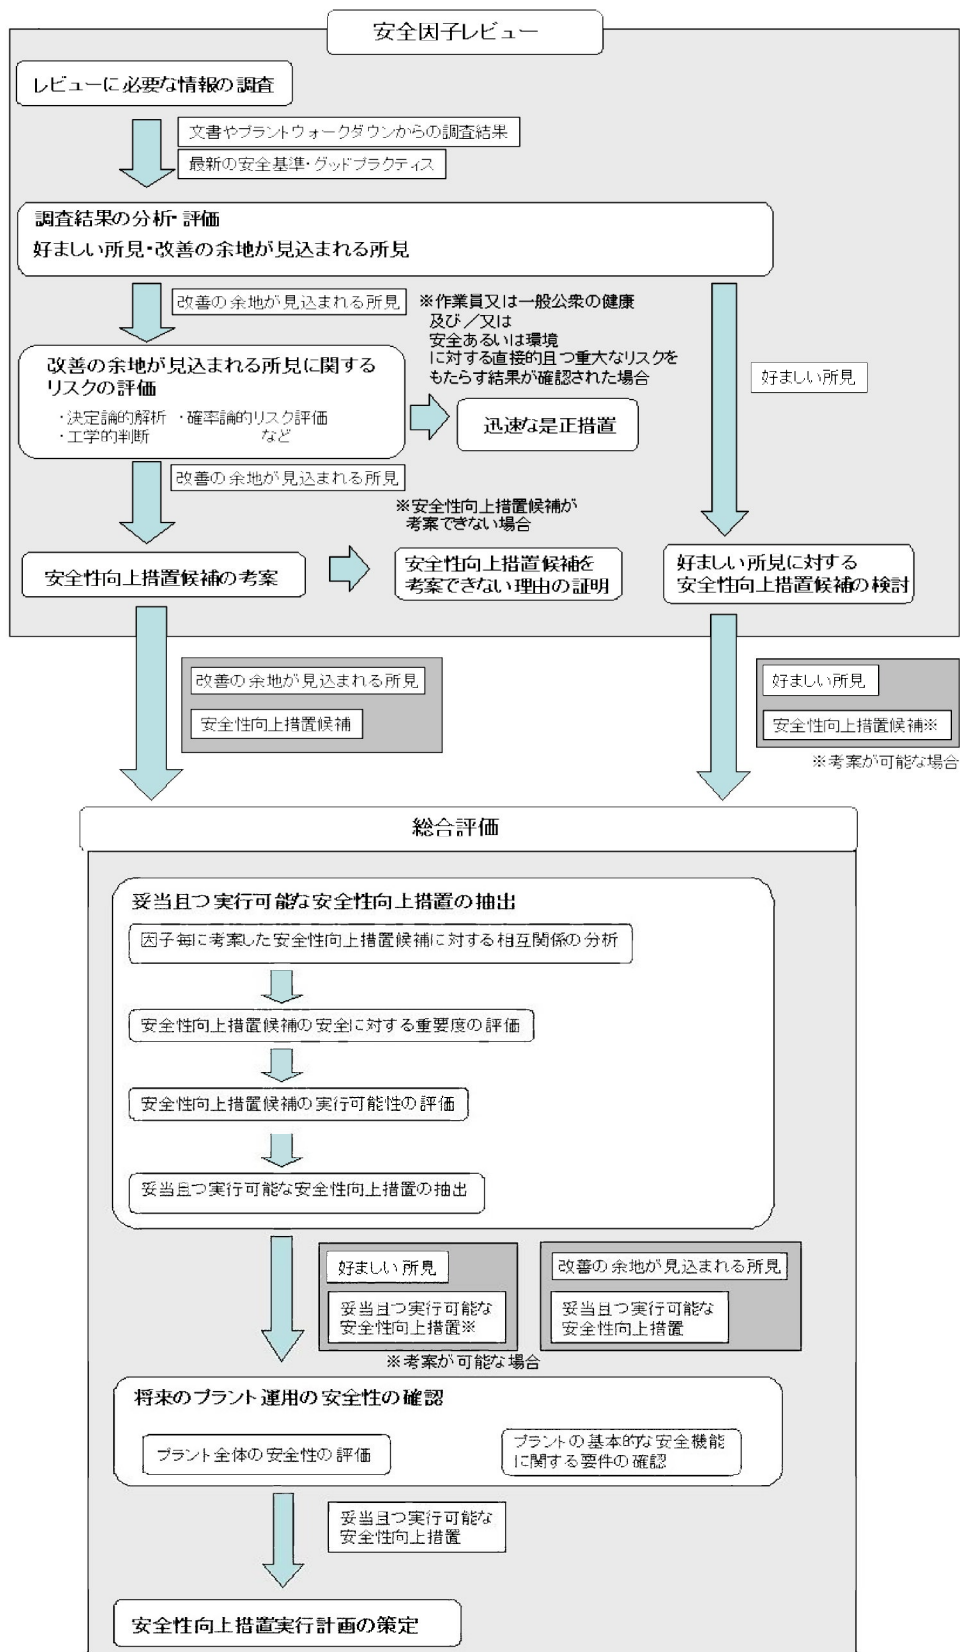 安全因子レビュー
レビューに必要な情報の調査
文書やプラントウォークダウンからの調査結果
最新の安全基準・グッドプラクティス
調査結果の分析・評価
好ましい所見・改善の余地が見込まれる所見
改善の余地が見込まれる所見
※作業員又は一般公衆の健康
及び／又は
安全あるいは環境
に対する直接的且つ重大なリスクを
もたらす結果が確認された場合
改善の余地が見込まれる所見に関する
リスクの評価
・決定論的解析 ・確率論的リスク評価
・工学的判断 など
迅速な是正措置
好ましい所見
改善の余地が見込まれる所見
※安全性向上措置候補が
考案できない場合
安全性向上措置候補の考案
安全性向上措置候補を
考案できない理由の証明
好ましい所見に対する
安全性向上措置候補の検討
改善の余地が見込まれる所見
安全性向上措置候補
好ましい所見
安全性向上措置候補※
※考案が可能な場合
総合評価
妥当且つ実行可能な安全性向上措置の抽出
因子毎に考案した安全性向上措置候補に対する相互関係の分析
安全性向上措置候補の安全に対する重要度の評価
安全性向上措置候補の実行可能性の評価
妥当且つ実行可能な安全性向上措置の抽出
好ましい所見
妥当且つ実行可能な
安全性向上措置※
改善の余地が見込まれる所見
妥当且つ実行可能な
安全性向上措置
※考案が可能な場合
将来のプラント運用の安全性の確認
プラント全体の安全性の評価
プラントの基本的な安全機能
に関する要件の確認
妥当且つ実行可能な
安全性向上措置
安全性向上措置実行計画の策定